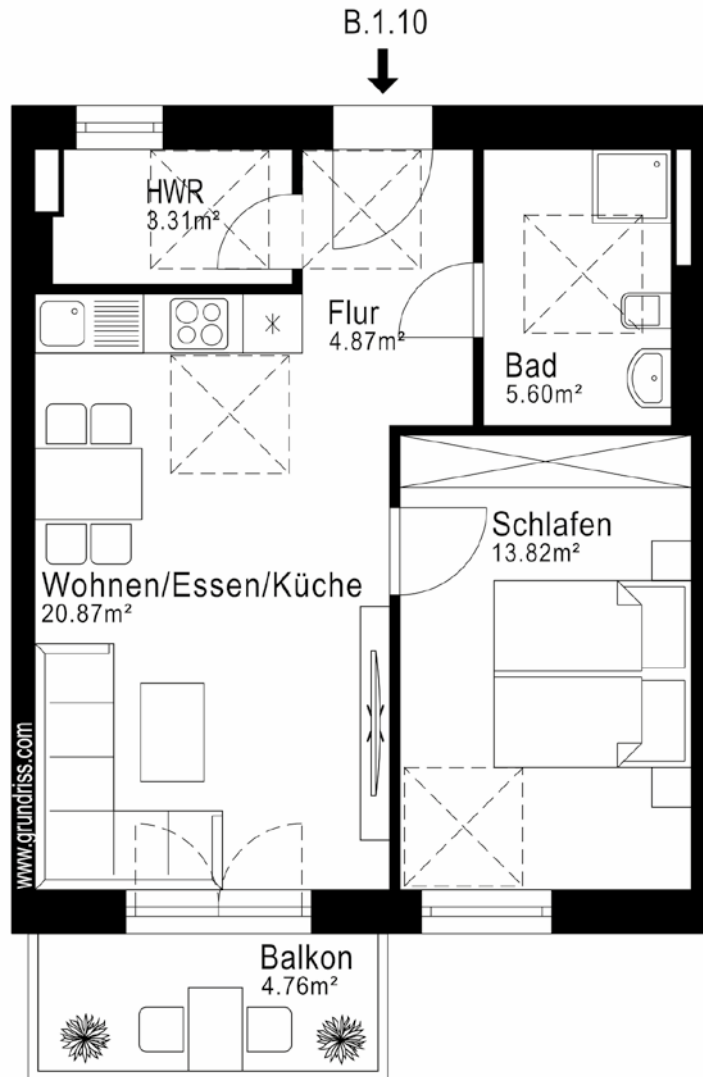 B.1.10
HWR
3.31m²
Flur
4.87m²
Bad
5.60m²
Schlafen
13.82m²
Wohnen/Essen/Küche
20.87m²
www.grundriss.com
Balkon
4.76m²